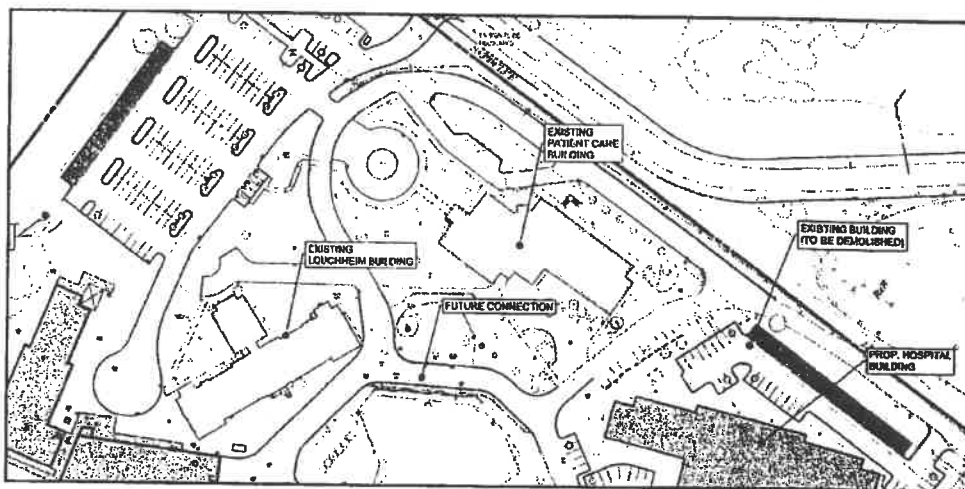 EXISTING
PATIENT CARE
BUILDING
EXISTING BUILDING
(TO BE DEMOLISHED)
EXISTING
LOUCHHEIM BUILDING
FUTURE CONNECTION
PROP. HOSPITAL
BUILDING